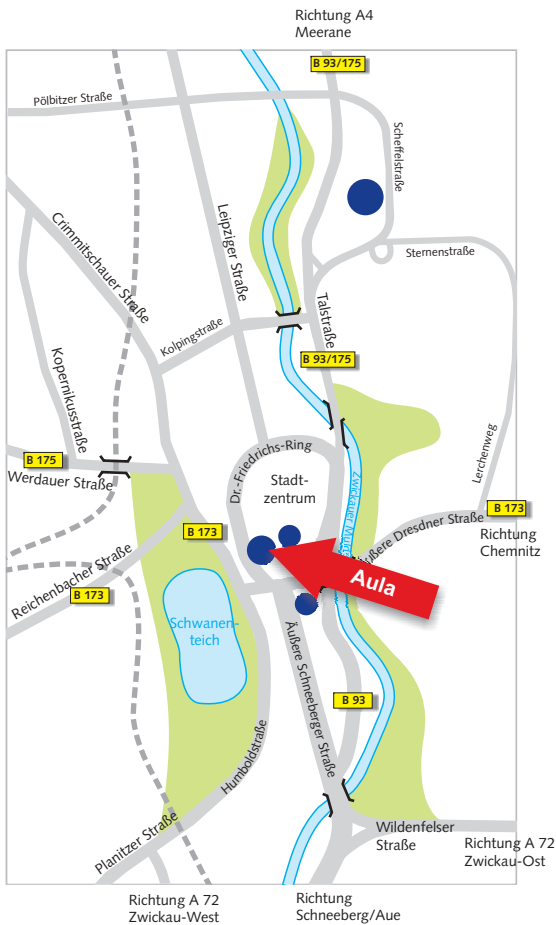 Richtung A4
Meerane
B 93/175
Pölbitzer Straße
Scheffelstraße
Leipziger Straße
Crimmitschauer Straße
Sternenstraße
Talstraße
Kolpingstraße
Kopernikusstraße
B 93/175
Dr.-Friedrichs-Ring
Lerchenweg
B 175
Werdauer Straße
Stadt-
zentrum
Zwickauer Mulde
B 173
B 173
Äußere Dresdner Straße
Richtung
Chemnitz
Reichenbacher Straße
B 173
Aula
Schwanen-
teich
Äußere Schneeberger Straße
B 93
Humboldstraße
Planitzer Straße
Wildenfelser
Straße
Richtung A 72
Zwickau-Ost
Richtung A 72
Zwickau-West
Richtung
Schneeberg/Aue